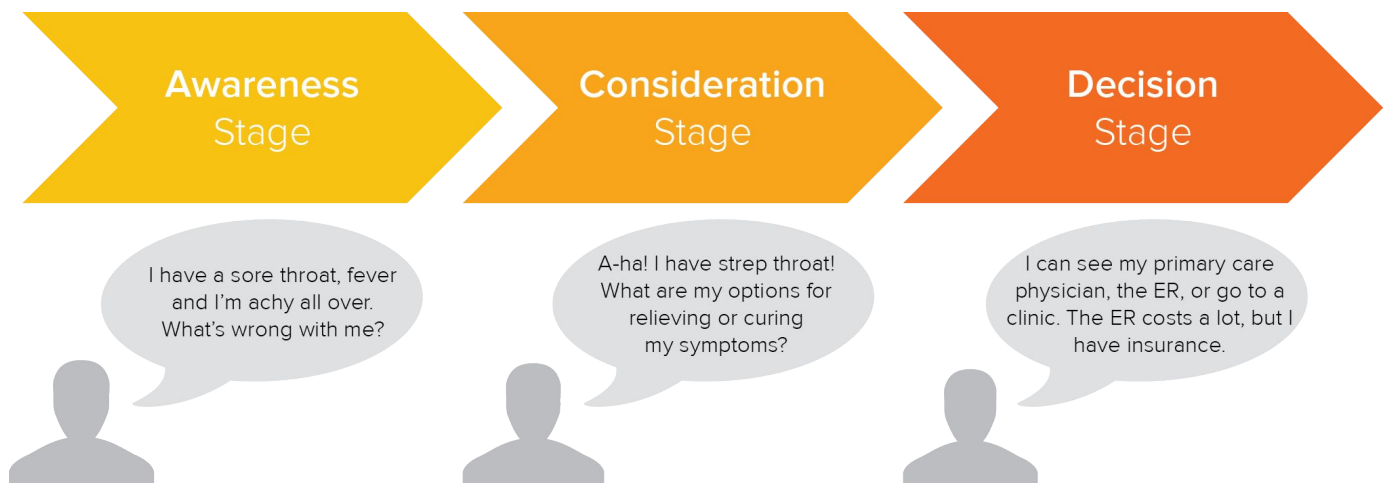 Awareness
Stage
Consideration
Stage
Decision
Stage
I have a sore throat, fever
and I'm achy all over.
What's wrong with me?
A-ha! I have strep throat!
What are my options for
relieving or curing
my symptoms?
I can see my primary care
physician, the ER, or go to a
clinic. The ER costs a lot, but I
have insurance.